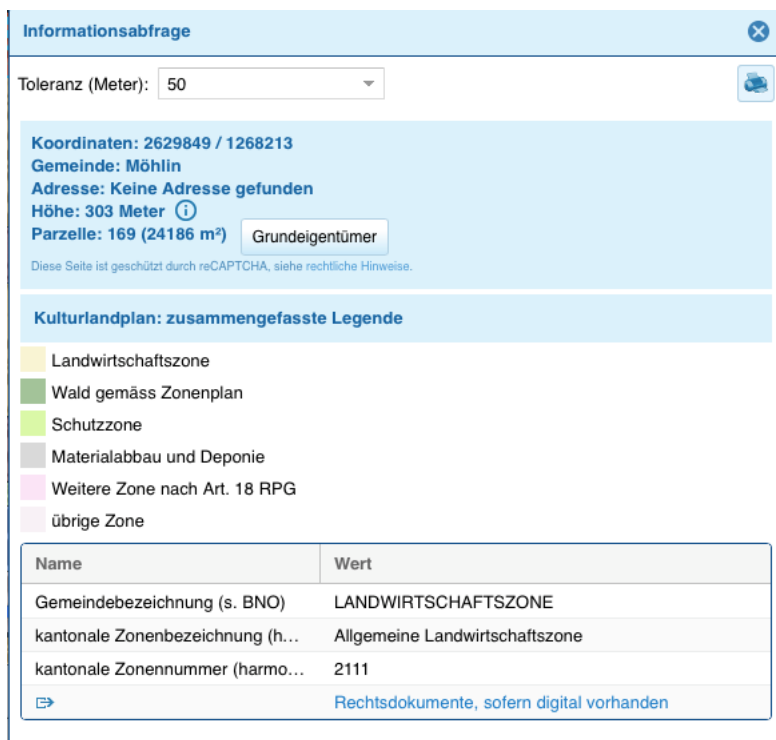 Informationsabfrage
Toleranz (Meter): 50
Koordinaten: 2629849 / 1268213
Gemeinde: Möhlin
Adresse: Keine Adresse gefunden
Höhe: 303 Meter
Parzelle: 169 (24186 m²) Grundeigentümer
Diese Seite ist geschützt durch reCAPTCHA, siehe rechtliche Hinweise.
Kulturlandplan: zusammengefasste Legende
Landwirtschaftszone
Wald gemäss Zonenplan
Schutzzone
Materialabbau und Deponie
Weitere Zone nach Art. 18 RPG
übrige Zone
Name Wert
Gemeindebezeichnung (s. BNO) LANDWIRTSCHAFTSZONE
kantonale Zonenbezeichnung (h... Allgemeine Landwirtschaftszone
kantonale Zonennummer (harmo... 2111
Rechtsdokumente, sofern digital vorhanden